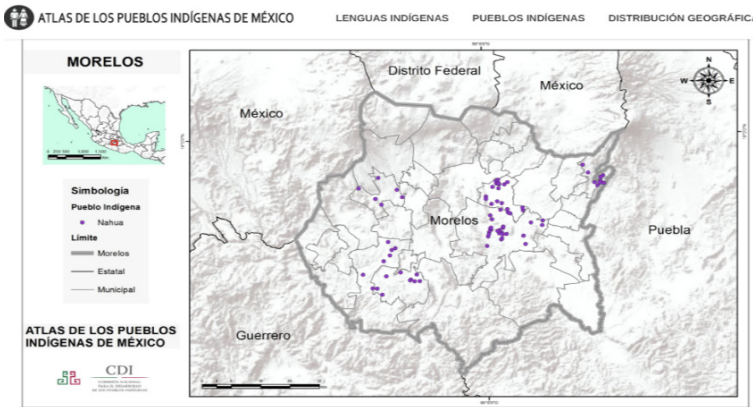 ATLAS DE LOS PUEBLOS INDÍGENAS DE MÉXICO
LENGUAS INDÍGENAS
PUEBLOS INDÍGENAS
DISTRIBUCIÓN GEOGRÁFICA
MORELOS
Simbología
Pueblo Indígena
Nahua
Límite
Morelos
Estatal
Municipal
ATLAS DE LOS PUEBLOS
INDÍGENAS DE MÉXICO
CDI
Distrito Federal
México
México
Morelos
Puebla
Guerrero
N
W
E
S